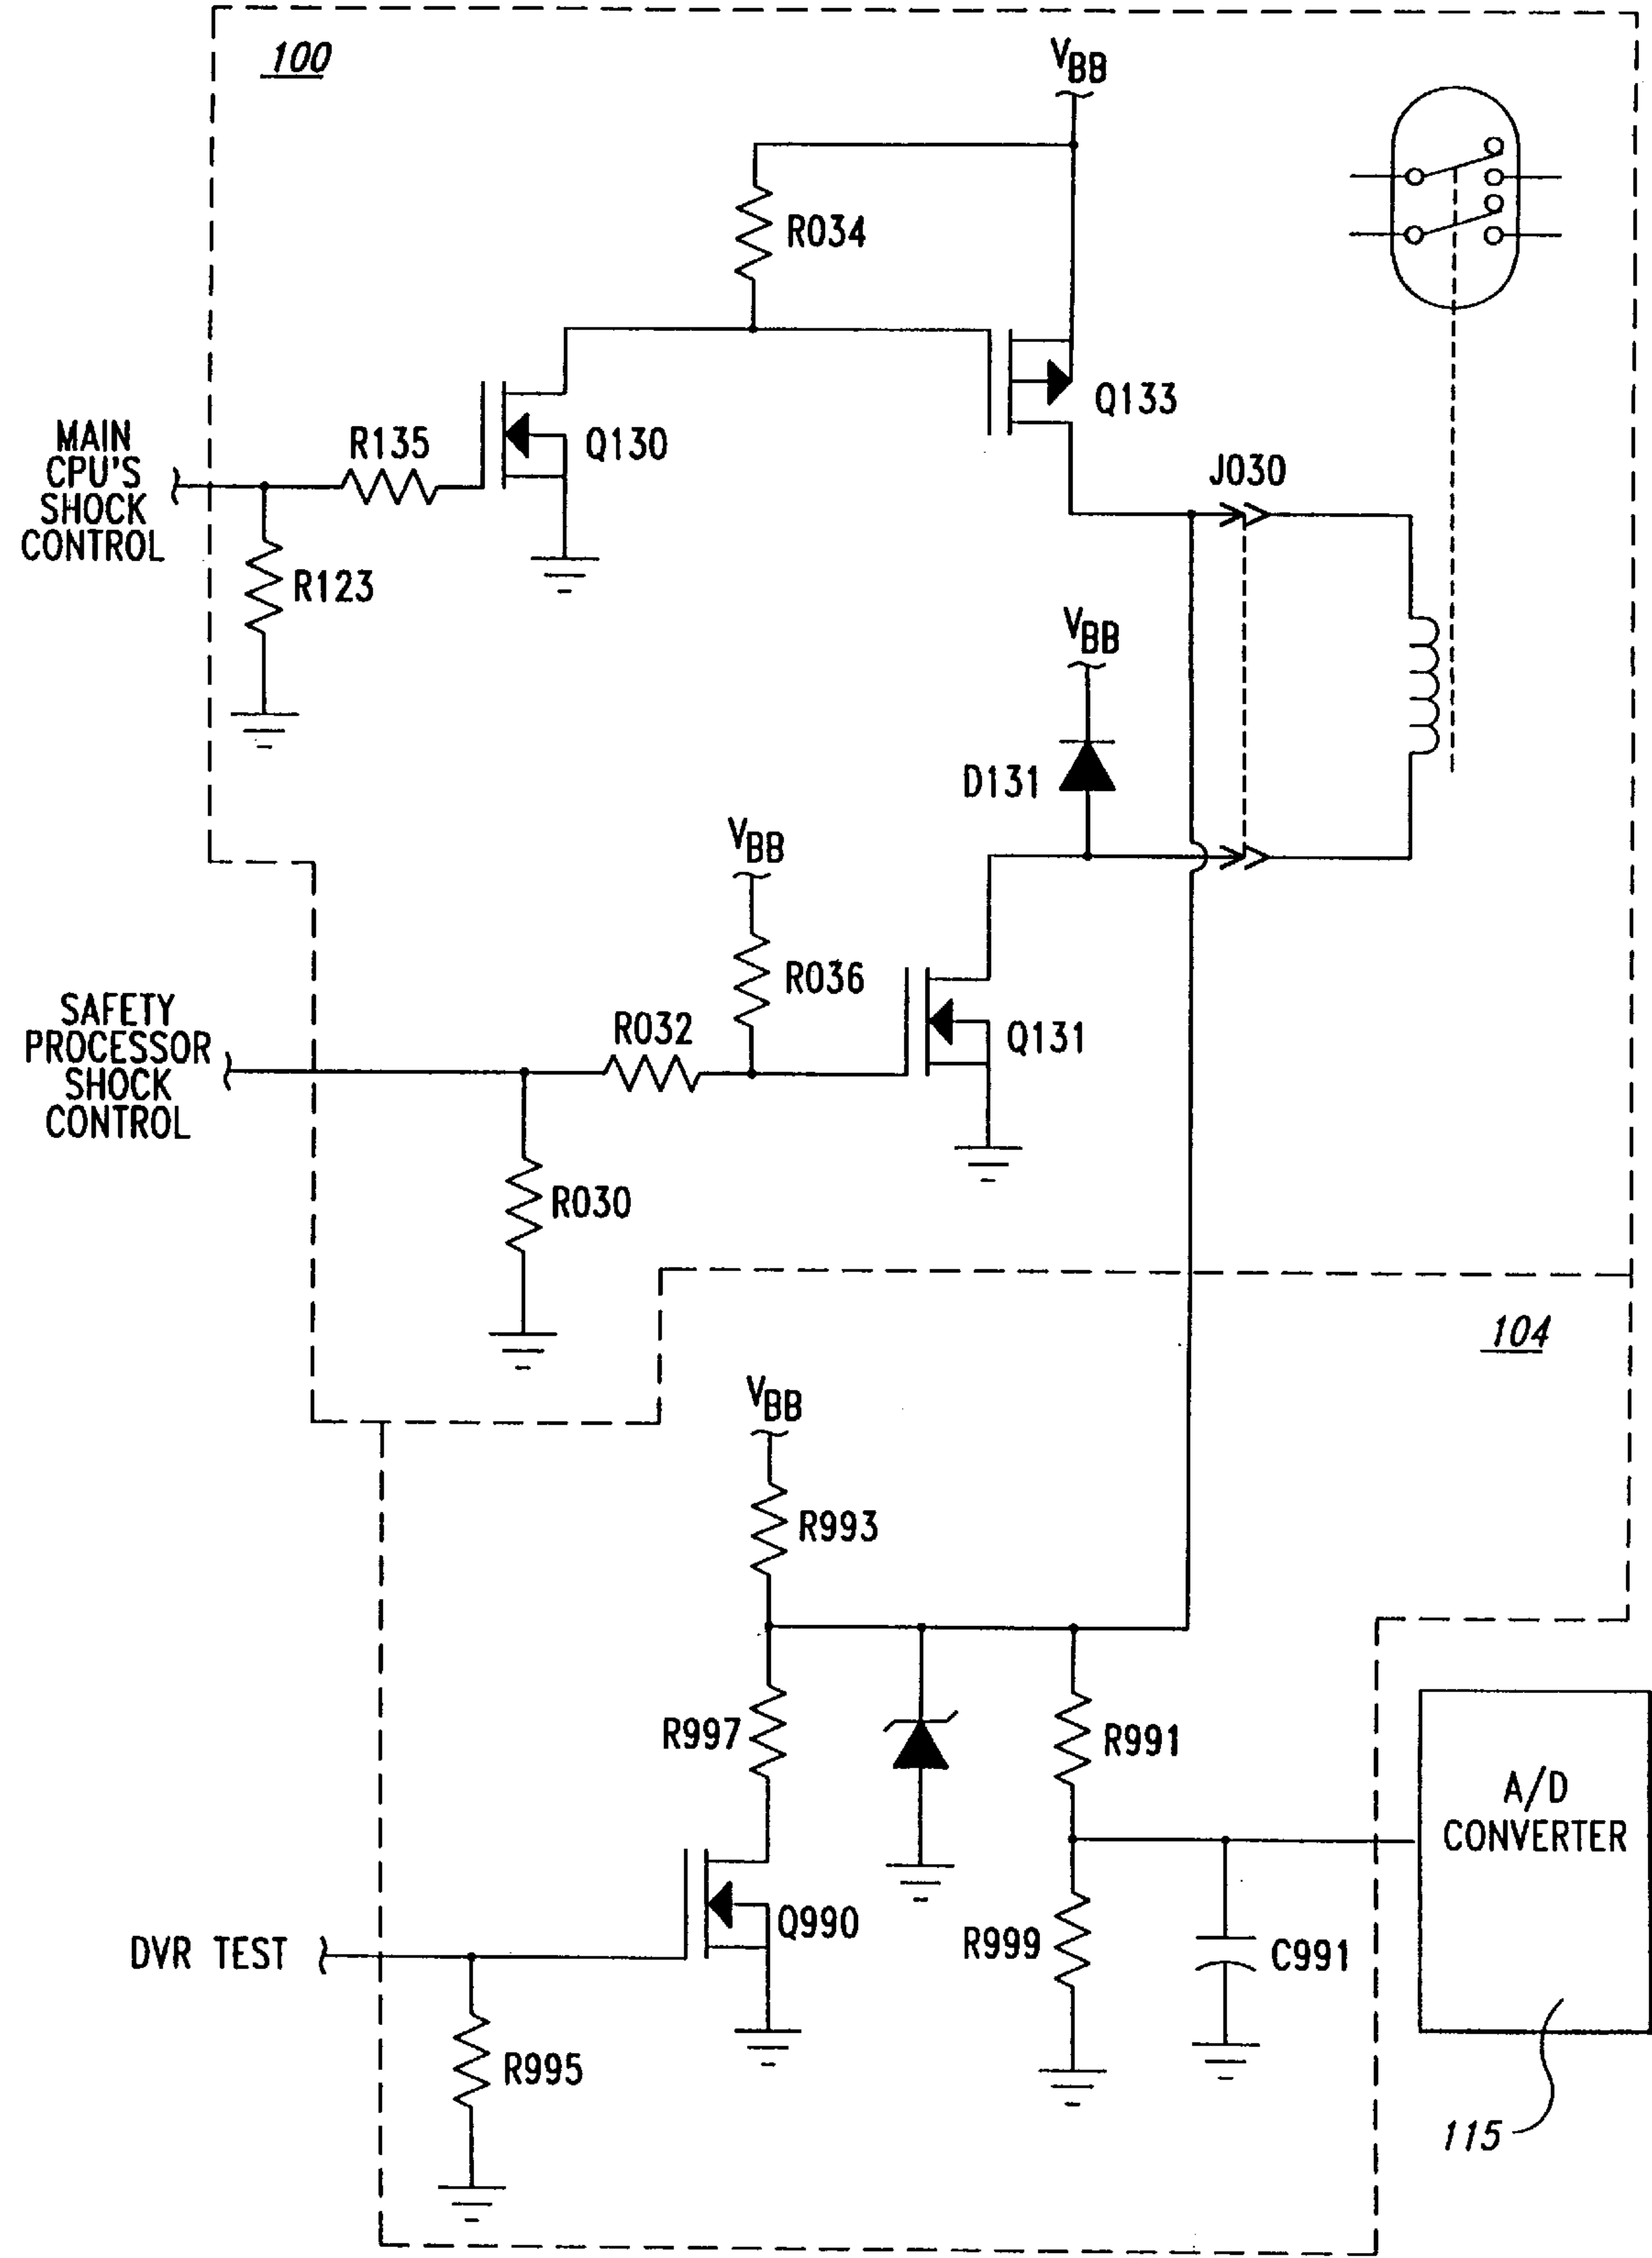 100
VBB
R034
Q133
Q130
R135
MAIN
CPU'S
SHOCK
CONTROL
R123
J030
VBB
D131
VBB
R036
R032
Q131
SAFETY
PROCESSOR
SHOCK
CONTROL
R030
104
VBB
R993
R997
R991
A/D
CONVERTER
Q990
R999
C991
DVR TEST
R995
115